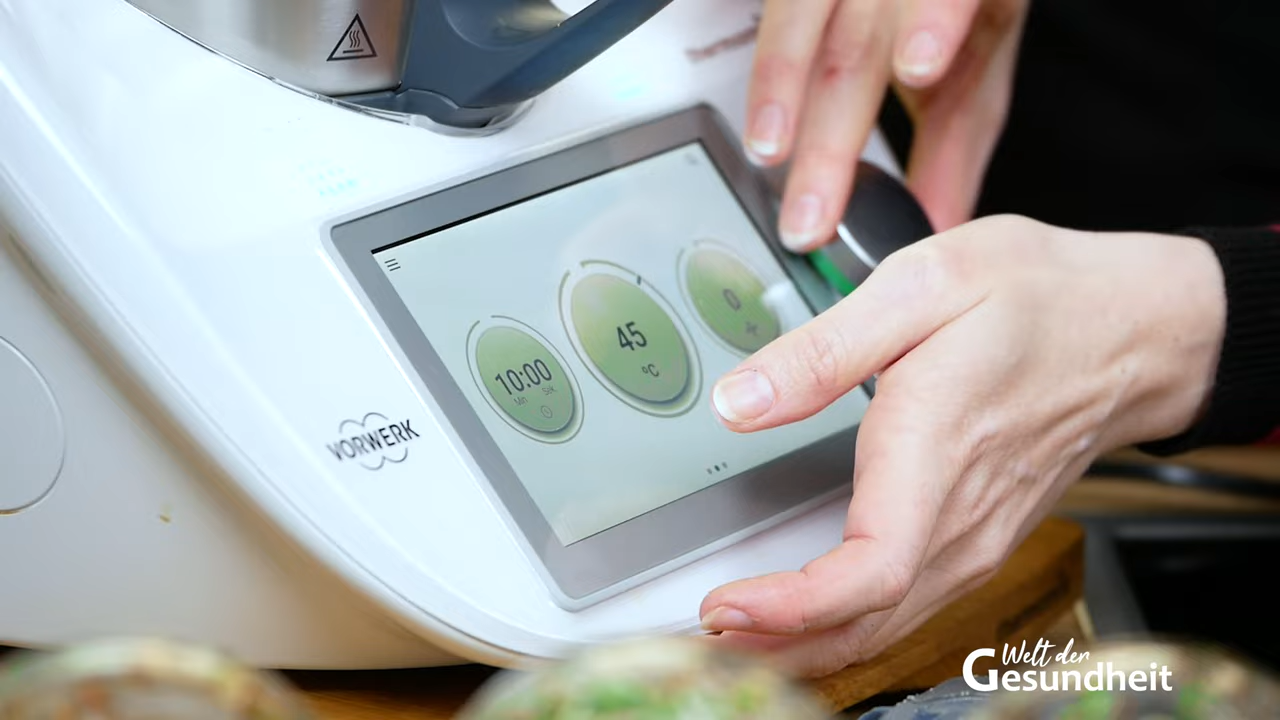 10:00
Min Sek
45
°C
0
VORWERK
Welt der
Gesundheit